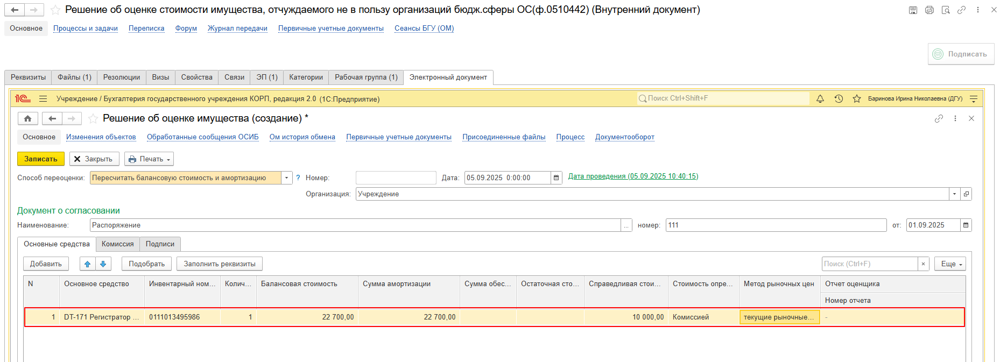 Решение об оценке стоимости имущества, отчуждаемого не в пользу организаций бюдж.сферы ОС(ф.0510442) (Внутренний документ)
Основное Процессы и задачи Переписка Форум Журнал передачи Первичные учетные документы Сеансы БГУ (ОМ)
Подписать
Реквизиты Файлы (1) Резолюции Визы Свойства Связи ЭП (1) Категории Рабочая группа (1) Электронный документ
1С Учреждение / Бухгалтерия государственного учреждения КОРП, редакция 2.0 (1С:Предприятие) Поиск Ctrl+Shift+F Баринова Ирина Николаевна (ДГУ)
Решение об оценке имущества (создание) *
Основное Изменения объектов Обработанные сообщения ОСИБ Ом история обмена Первичные учетные документы Присоединенные файлы Процесс Документооборот
Записать Закрыть Печать
Способ переоценки: Пересчитать балансовую стоимость и амортизацию ? Номер: Дата: 05.09.2025 0:00:00 Дата проведения (05.09.2025 10:40:15)
Организация: Учреждение
Документ о согласовании
Наименование: Распоряжение ... номер: 111 от: 01.09.2025
Основные средства Комиссия Подписи
Добавить Подобрать Заполнить реквизиты Поиск (Ctrl+F) × Еще
N Основное средство Инвентарный ном... Колич... Балансовая стоимость Сумма амортизации Сумма обес... Остаточная сто... Справедливая стои... Стоимость опре... Метод рыночных цен Отчет оценщика
Номер отчета
1 DT-171 Регистратор ... 0111013495986 1 22 700,00 22 700,00 10 000,00 Комиссией текущие рыночные... -